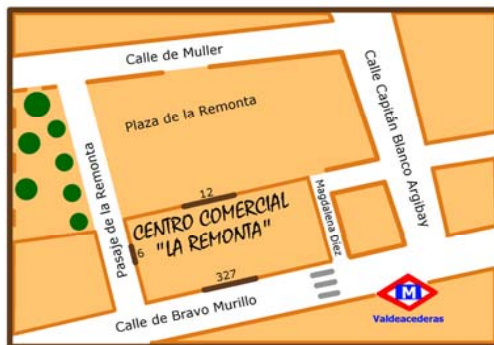 Calle de Muller
Plaza de la Remonta
Calle Capitán Blanco Argibay
Pasaje de la Remonta
12
CENTRO COMERCIAL
"LA REMONTA"
6
Magdalena Díez
327
Calle de Bravo Murillo
M
Valdeacederas